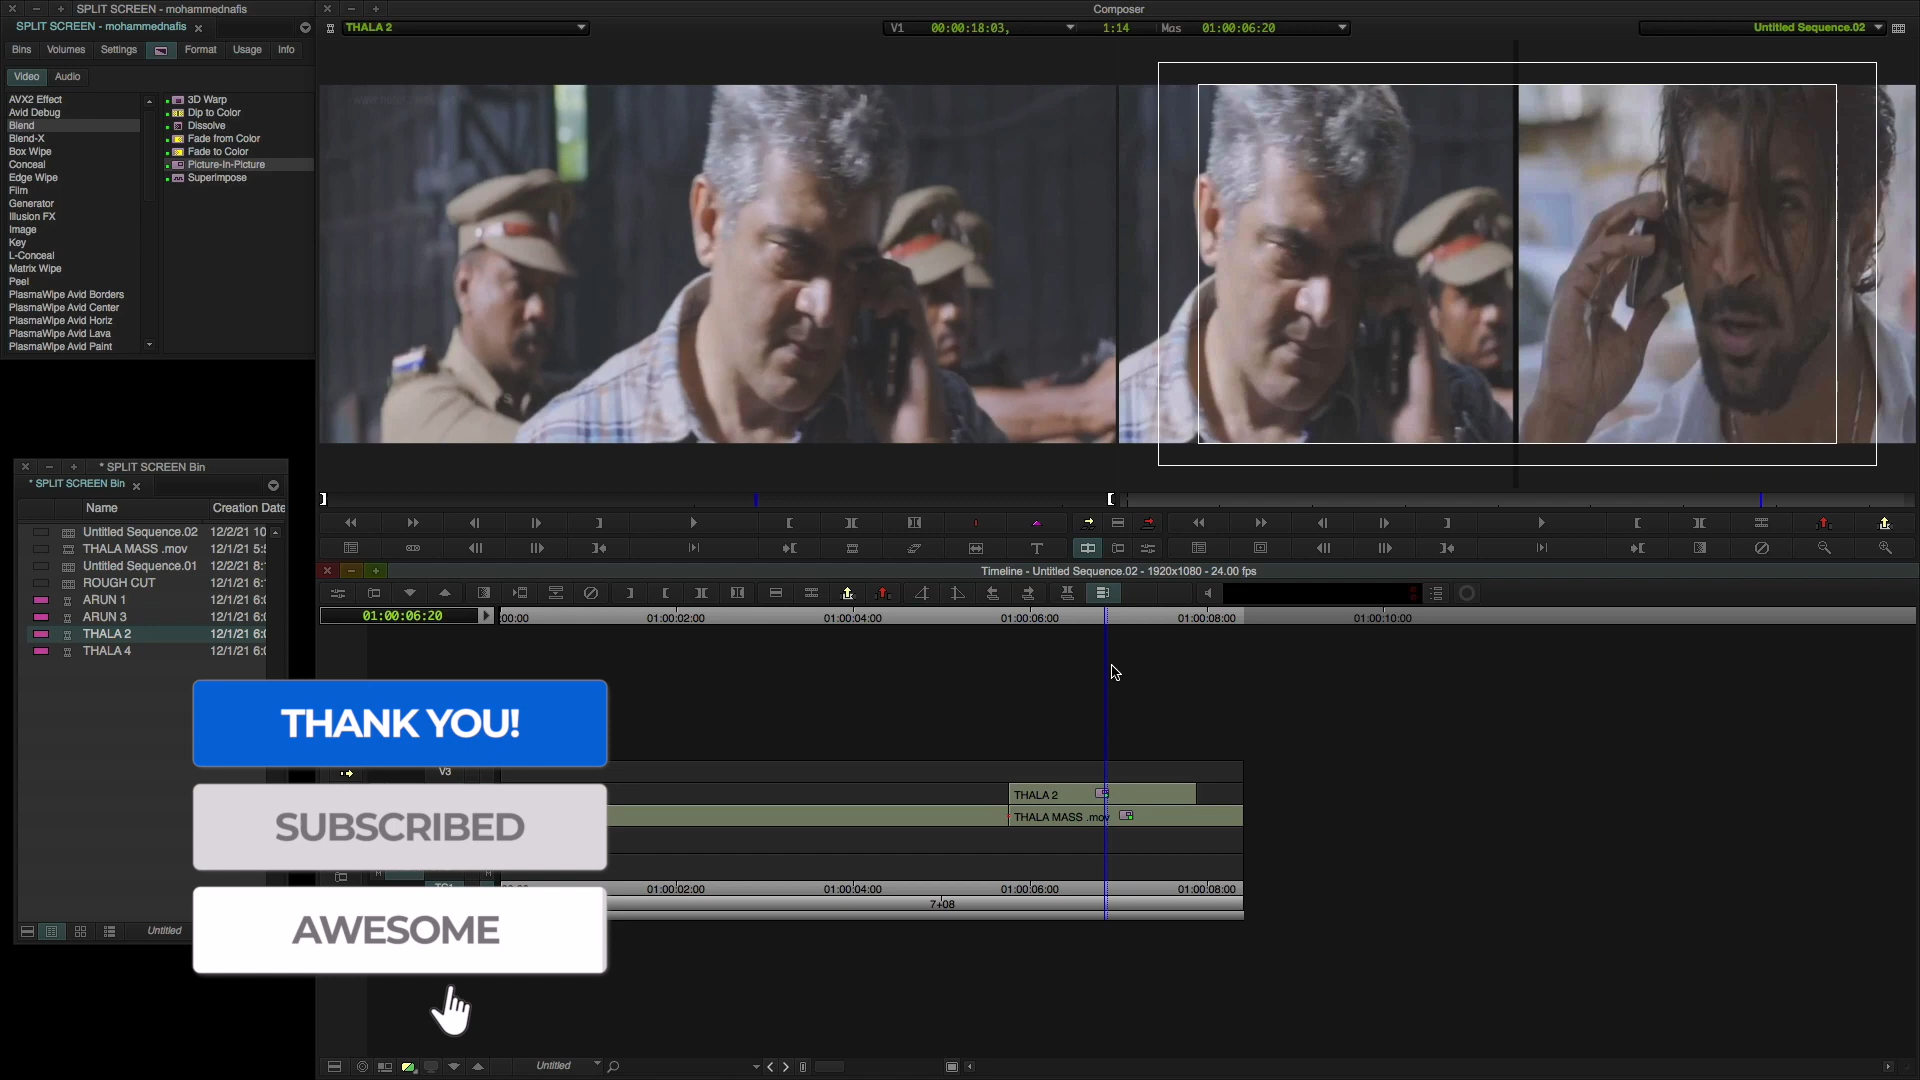 SPLIT SCREEN - mohammednafis
SPLIT SCREEN - mohammednafis
Bins Volumes Settings Format Usage Info
Video Audio
AVX2 Effect
Avid Debug
Blend
Blend-X
Box Wipe
Conceal
Edge Wipe
Film
Generator
Illusion FX
Image
Key
L-Conceal
Matrix Wipe
Peel
PlasmaWipe Avid Borders
PlasmaWipe Avid Center
PlasmaWipe Avid Horiz
PlasmaWipe Avid Lava
PlasmaWipe Avid Paint
3D Warp
Dip to Color
Dissolve
Fade from Color
Fade to Color
Picture-In-Picture
Superimpose
Composer
THALA 2
V1 00:00:18:03, 1:14 Mas 01:00:06:20
Untitled Sequence.02
* SPLIT SCREEN Bin
* SPLIT SCREEN Bin
Name Creation Date
Untitled Sequence.02 12/2/21 10
THALA MASS .mov 12/1/21 5:5
Untitled Sequence.01 12/2/21 8:
ROUGH CUT 12/1/21 6:
ARUN 1 12/1/21 6:0
ARUN 3 12/1/21 6:0
THALA 2 12/1/21 6:0
THALA 4 12/1/21 6:0
Untitled
Timeline - Untitled Sequence.02 - 1920x1080 - 24.00 fps
01:00:06:20
:00:00 01:00:02:00 01:00:04:00 01:00:06:00 01:00:08:00 01:00:10:00
V3
THALA 2
THALA MASS .mov
01:00:02:00 01:00:04:00 01:00:06:00 01:00:08:00
7+08
Untitled
THANK YOU!
SUBSCRIBED
AWESOME